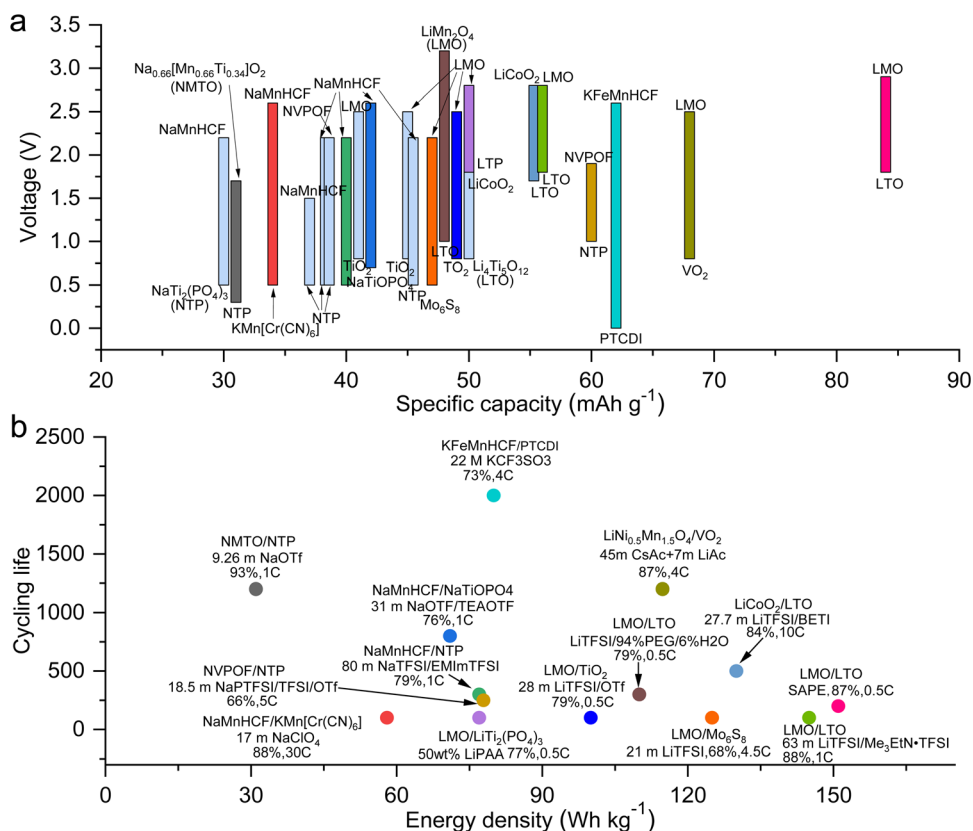 a
3.5
3.0
2.5
2.0
1.5
1.0
0.5
0.0
Voltage (V)
LiMn₂O₄
(LMO)
Na₀.₆₆[Mn₀.₆₆Ti₀.₃₄]O₂
(NMTO)
NaMnHCF
LMO
LiCoO₂
LMO
LMO
NaMnHCF
NVPOF
LMO
KFeMnHCF
LMO
NaMnHCF
NaMnHCF
LTP
LiCoO₂
LTO
LTO
NVPOF
LTO
NaTi₂(PO₄)₃
(NTP)
NTP
KMn[Cr(CN)₆]
NTP
TiO₂
NaTiOPO₄
TiO₂
NTP
LTO
Mo₆S₈
TO₂
Li₄Ti₅O₁₂
(LTO)
NTP
PTCDI
VO₂
20
30
40
50
60
70
80
90
Specific capacity (mAh g⁻¹)
b
2500
2000
1500
1000
500
0
Cycling life
KFeMnHCF/PTCDI
22 M KCF3SO3
73%,4C
NMTO/NTP
9.26 m NaOTf
93%,1C
LiNi₀.₅Mn₁.₅O₄/VO₂
45m CsAc+7m LiAc
87%,4C
NaMnHCF/NaTiOPO4
31 m NaOTF/TEAOTF
76%,1C
LiCoO₂/LTO
27.7 m LiTFSI/BETI
84%,10C
LMO/LTO
LiTFSI/94%PEG/6%H2O
79%,0.5C
NaMnHCF/NTP
80 m NaTFSI/EMImTFSI
79%,1C
NVPOF/NTP
18.5 m NaPTFSI/TFSI/OTf
66%,5C
LMO/TiO₂
28 m LiTFSI/OTf
79%,0.5C
LMO/LTO
SAPE,87%,0.5C
NaMnHCF/KMn[Cr(CN)₆]
17 m NaClO₄
88%,30C
LMO/LiTi₂(PO₄)₃
50wt% LiPAA 77%,0.5C
LMO/Mo₆S₈
21 m LiTFSI,68%,4.5C
LMO/LTO
63 m LiTFSI/Me₃EtN•TFSI
88%,1C
0
30
60
90
120
150
Energy density (Wh kg⁻¹)